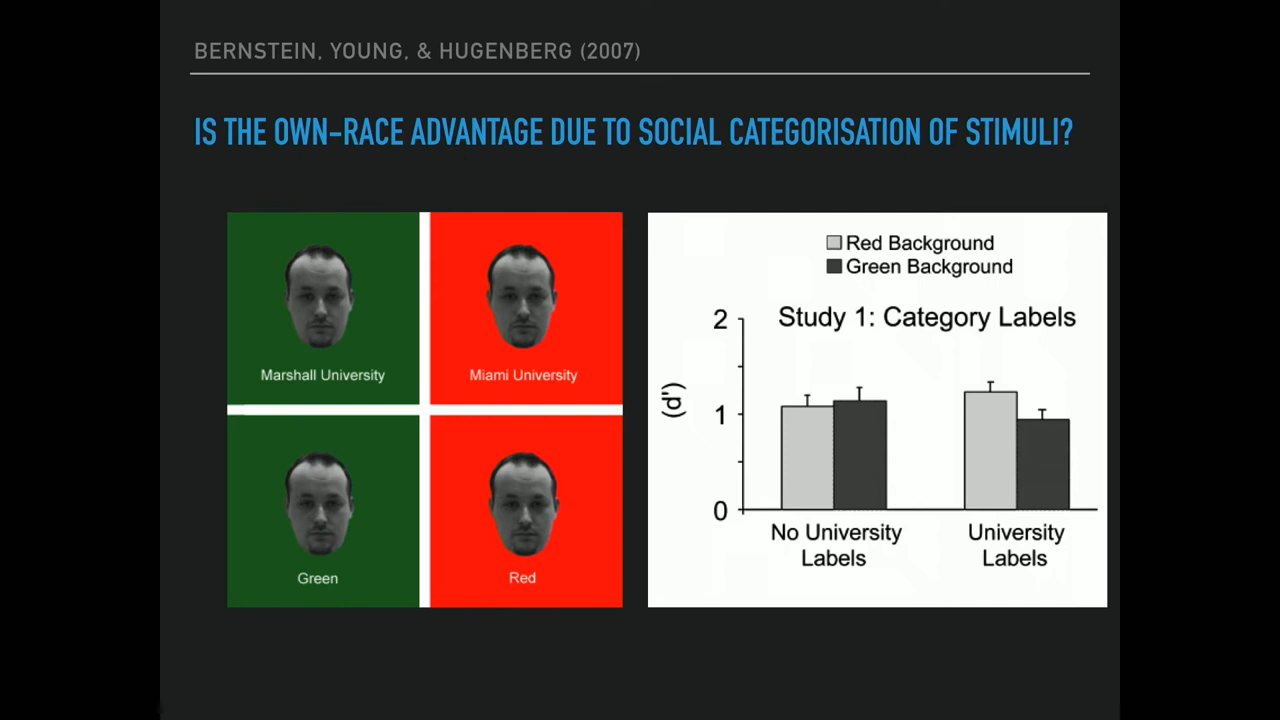 BERNSTEIN, YOUNG, & HUGENBERG (2007)
IS THE OWN-RACE ADVANTAGE DUE TO SOCIAL CATEGORISATION OF STIMULI?
Marshall University
Miami University
Green
Red
Red Background
Green Background
Study 1: Category Labels
(d')
2
1
0
No University
Labels
University
Labels